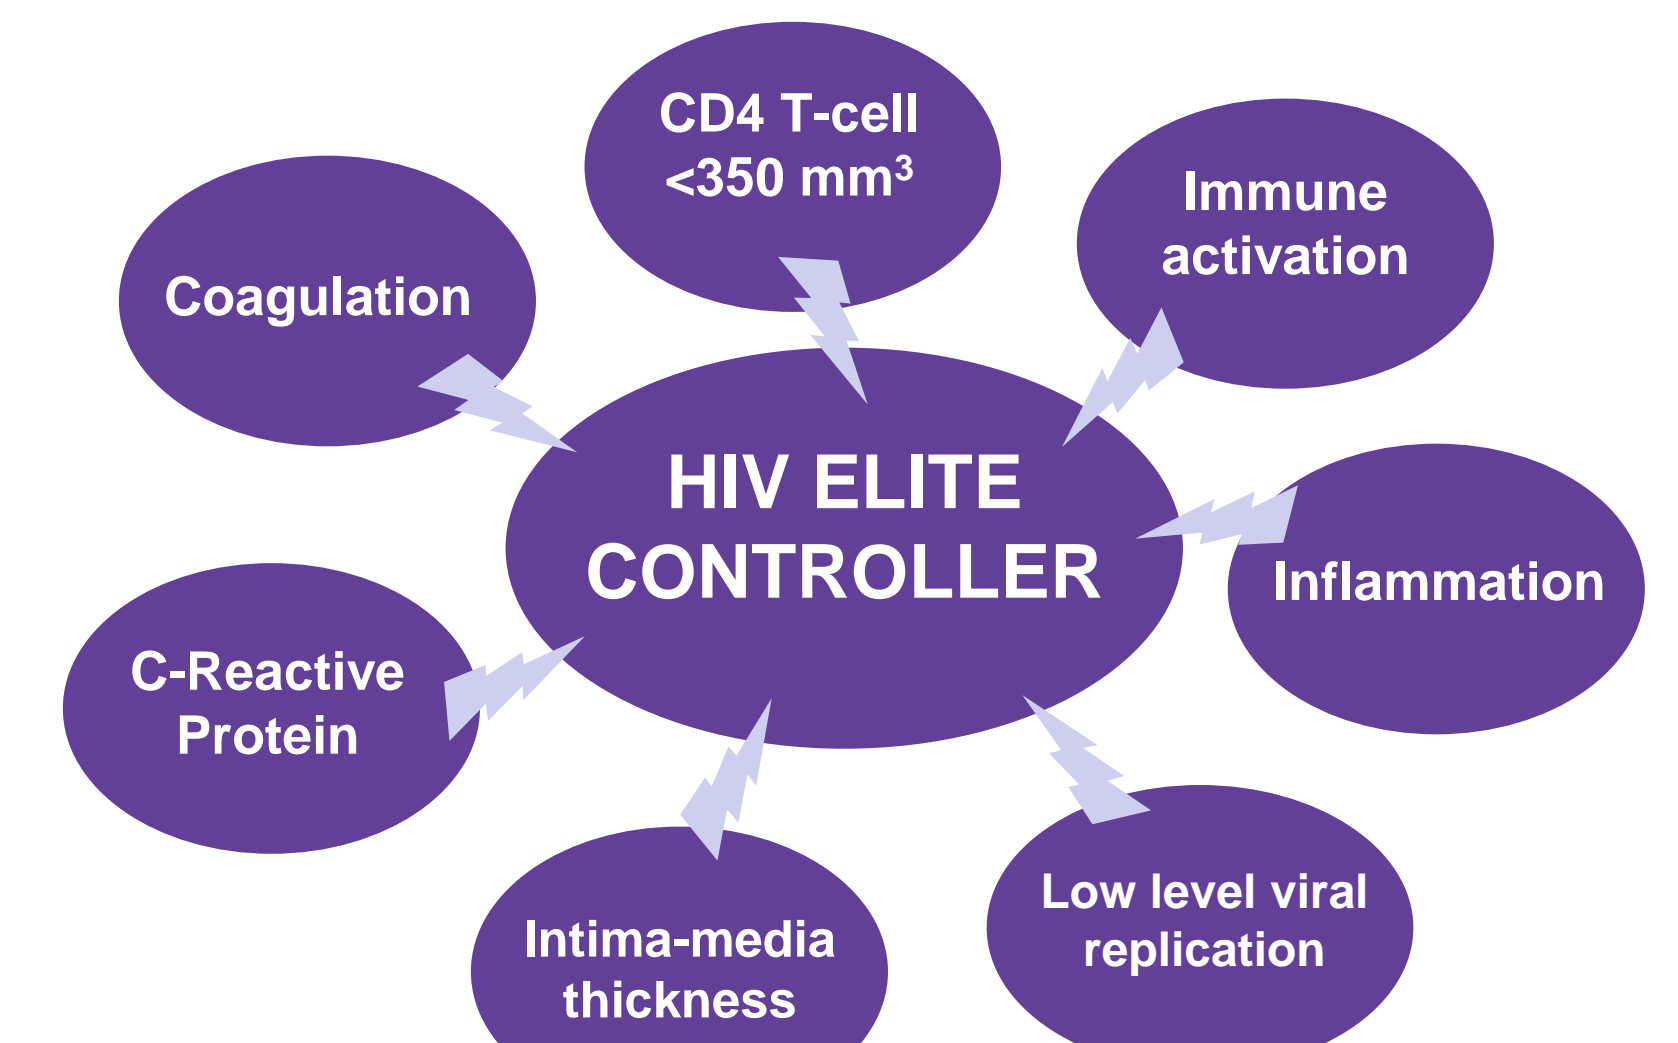 CD4 T-cell
<350 mm³
Immune
activation
Coagulation
HIV ELITE
CONTROLLER
Inflammation
C-Reactive
Protein
Low level viral
replication
Intima-media
thickness